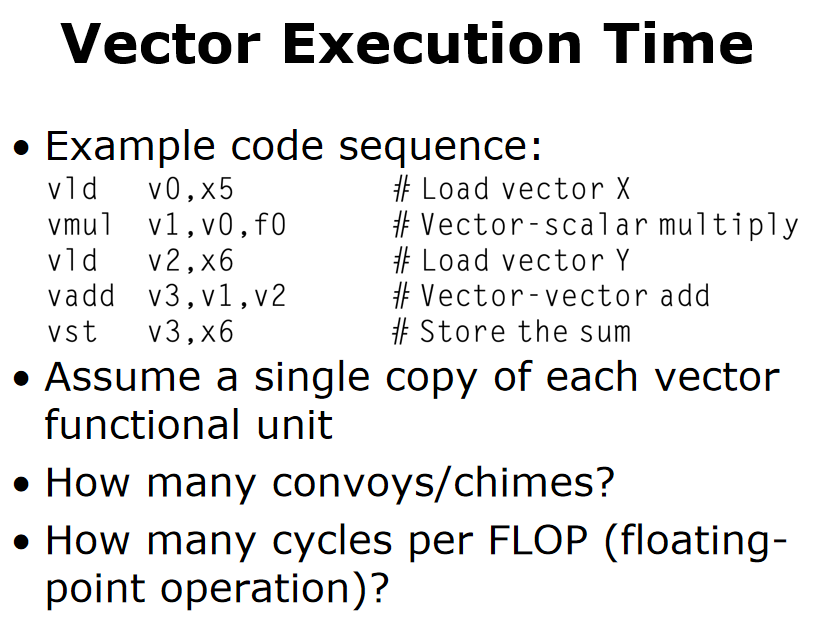 Vector Execution Time
• Example code sequence:
vld v0,x5 # Load vector X
vmul v1,v0,f0 # Vector-scalar multiply
vld v2,x6 # Load vector Y
vadd v3,v1,v2 # Vector-vector add
vst v3,x6 # Store the sum
• Assume a single copy of each vector
functional unit
• How many convoys/chimes?
• How many cycles per FLOP (floating-
point operation)?